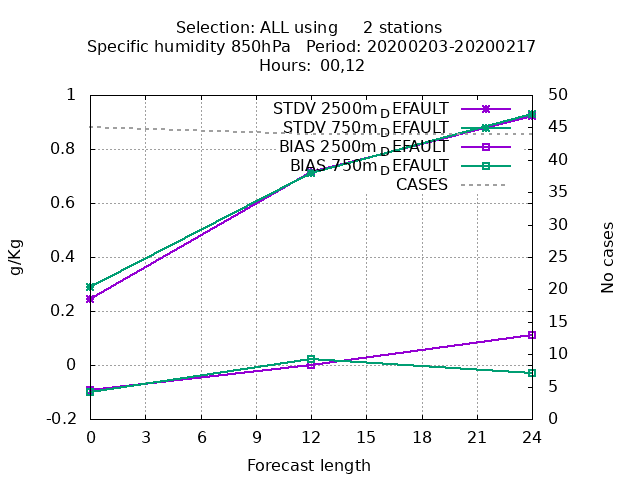 Selection: ALL using     2 stations
Specific humidity 850hPa   Period: 20200203-20200217
Hours: 00,12
1
0.8
0.6
0.4
0.2
0
-0.2
g/Kg
STDV 2500m_DEFAULT
STDV 750m_DEFAULT
BIAS 2500m_DEFAULT
BIAS 750m_DEFAULT
CASES
50
45
40
35
30
25
20
15
10
5
0
No cases
0 3 6 9 12 15 18 21 24
Forecast length